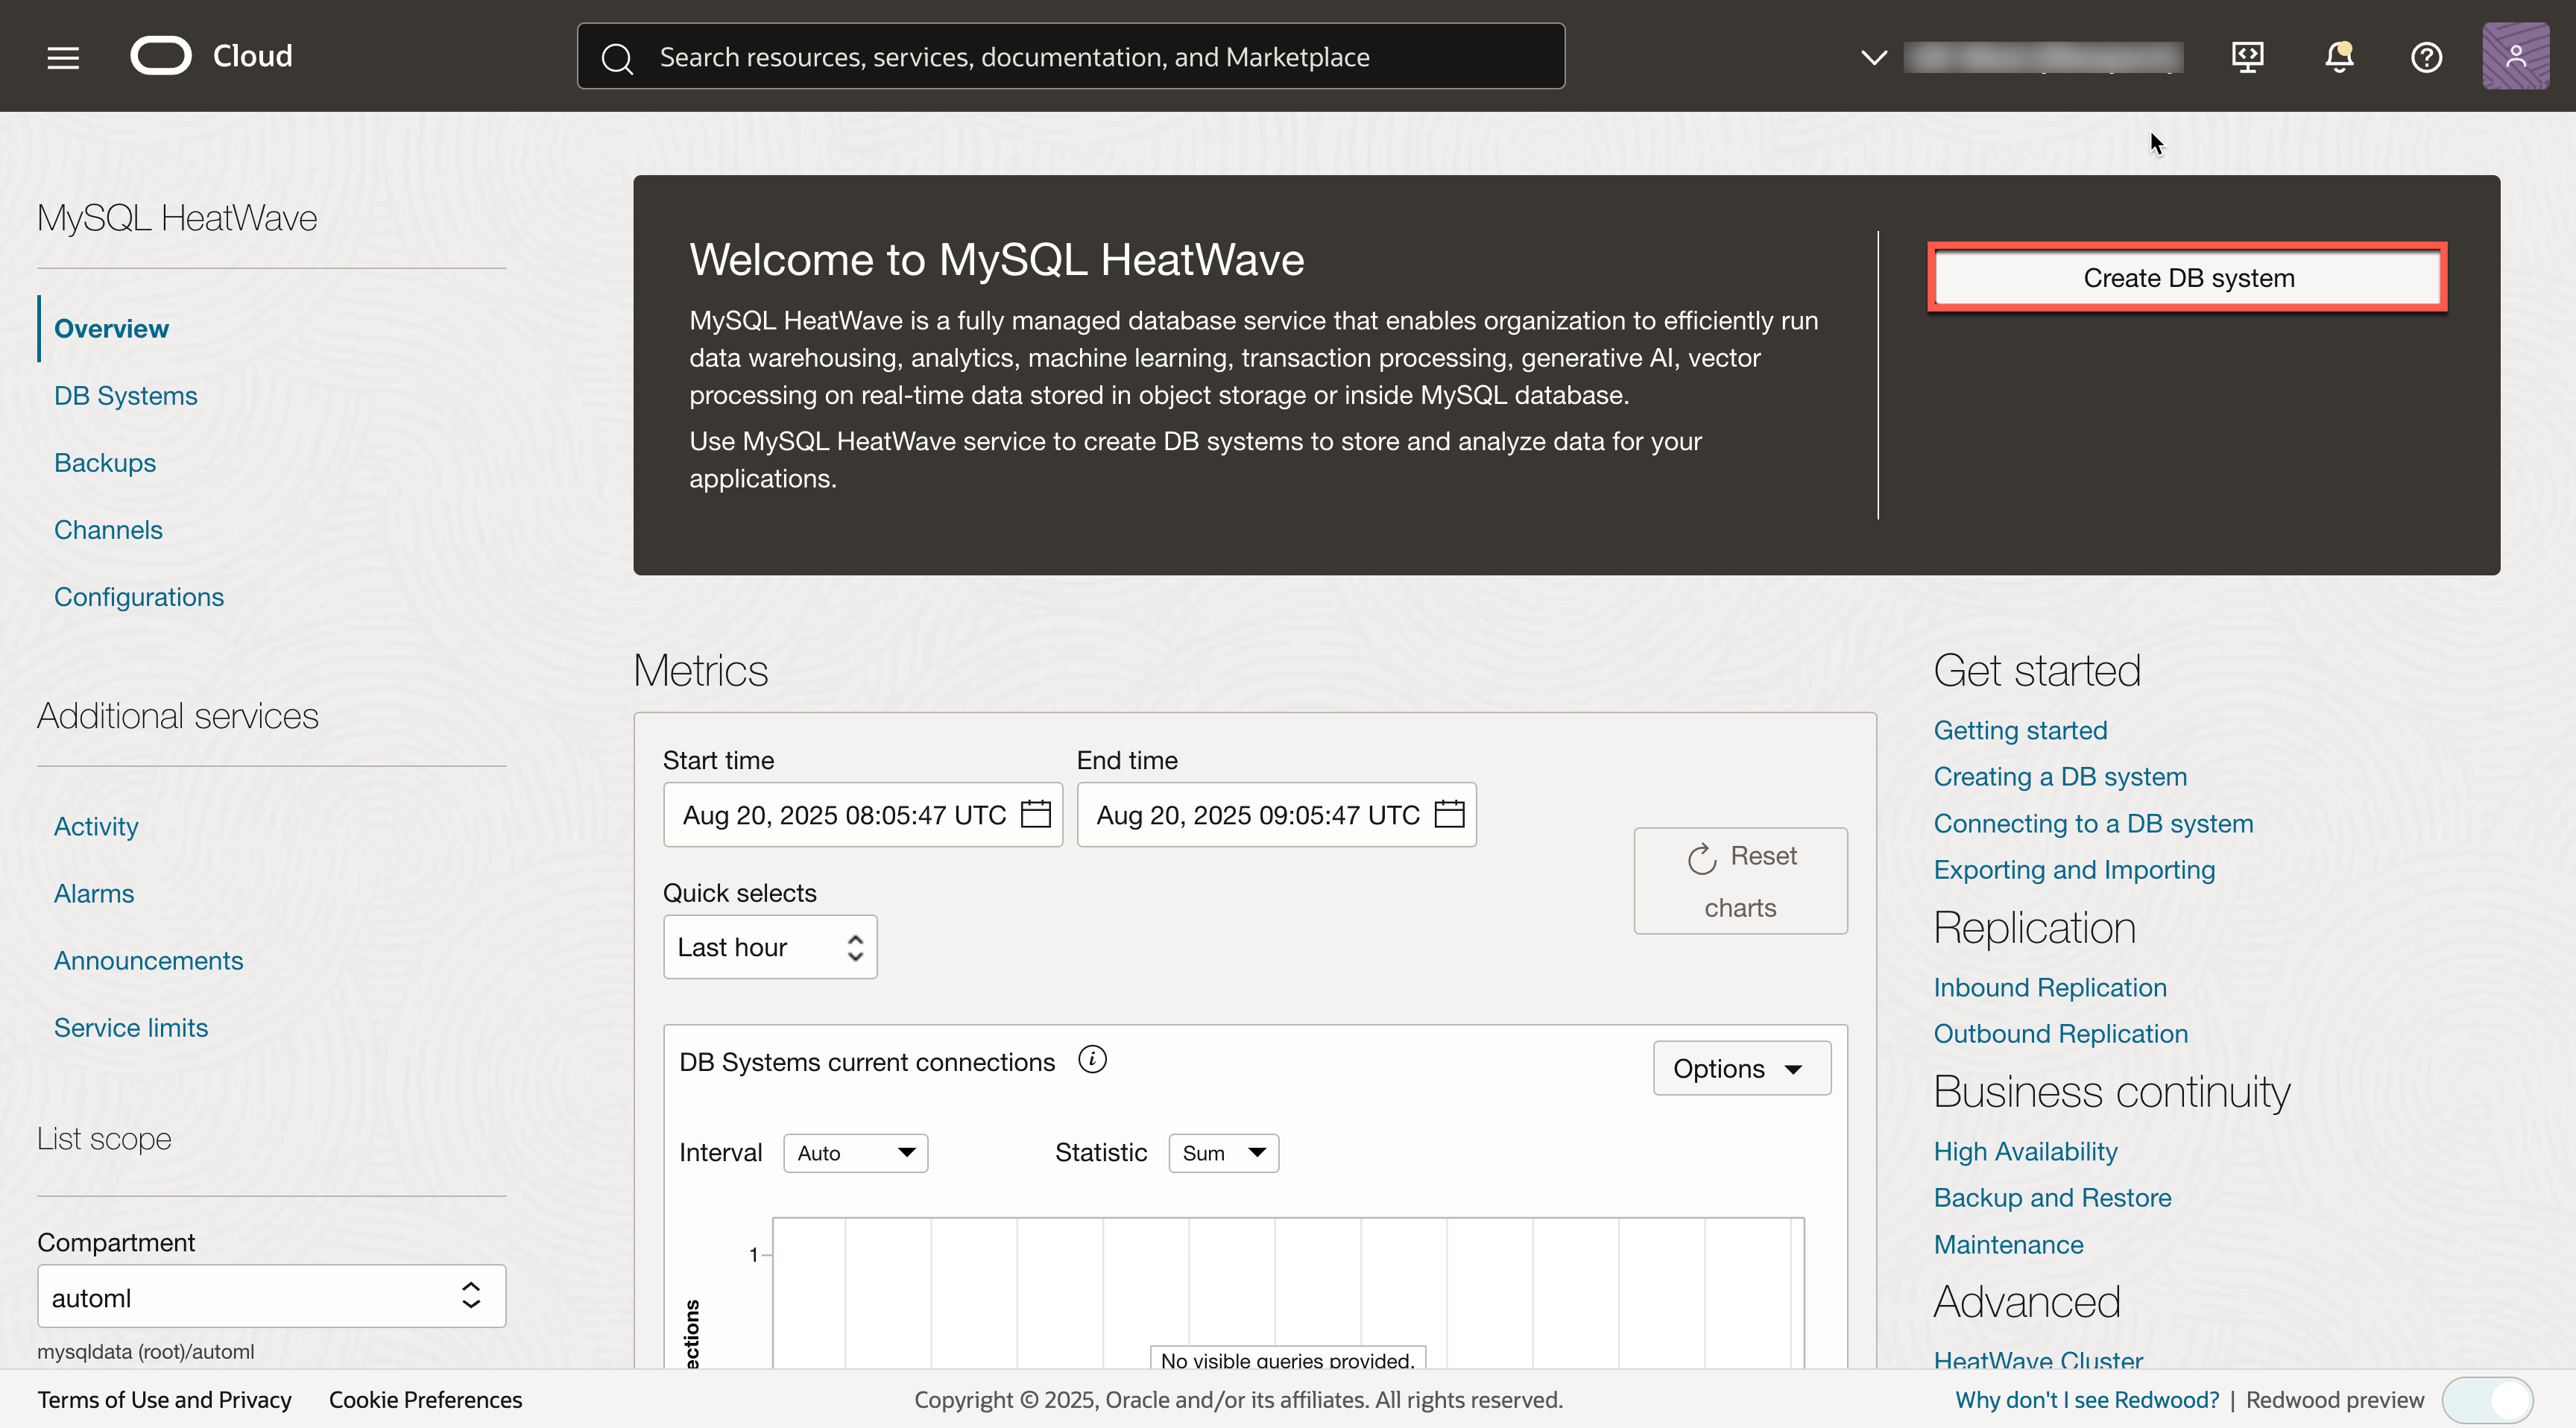 Cloud
Search resources, services, documentation, and Marketplace
MySQL HeatWave
Overview
DB Systems
Backups
Channels
Configurations
Additional services
Activity
Alarms
Announcements
Service limits
List scope
Compartment
automl
mysqldata (root)/automl
Welcome to MySQL HeatWave
MySQL HeatWave is a fully managed database service that enables organization to efficiently run
data warehousing, analytics, machine learning, transaction processing, generative AI, vector
processing on real-time data stored in object storage or inside MySQL database.
Use MySQL HeatWave service to create DB systems to store and analyze data for your
applications.
Create DB system
Metrics
Start time
Aug 20, 2025 08:05:47 UTC
End time
Aug 20, 2025 09:05:47 UTC
Quick selects
Last hour
Reset
charts
DB Systems current connections
Options
Interval
Auto
Statistic
Sum
1
ections
No visible queries provided.
Get started
Getting started
Creating a DB system
Connecting to a DB system
Exporting and Importing
Replication
Inbound Replication
Outbound Replication
Business continuity
High Availability
Backup and Restore
Maintenance
Advanced
HeatWave Cluster
Terms of Use and Privacy
Cookie Preferences
Copyright © 2025, Oracle and/or its affiliates. All rights reserved.
Why don't I see Redwood? | Redwood preview